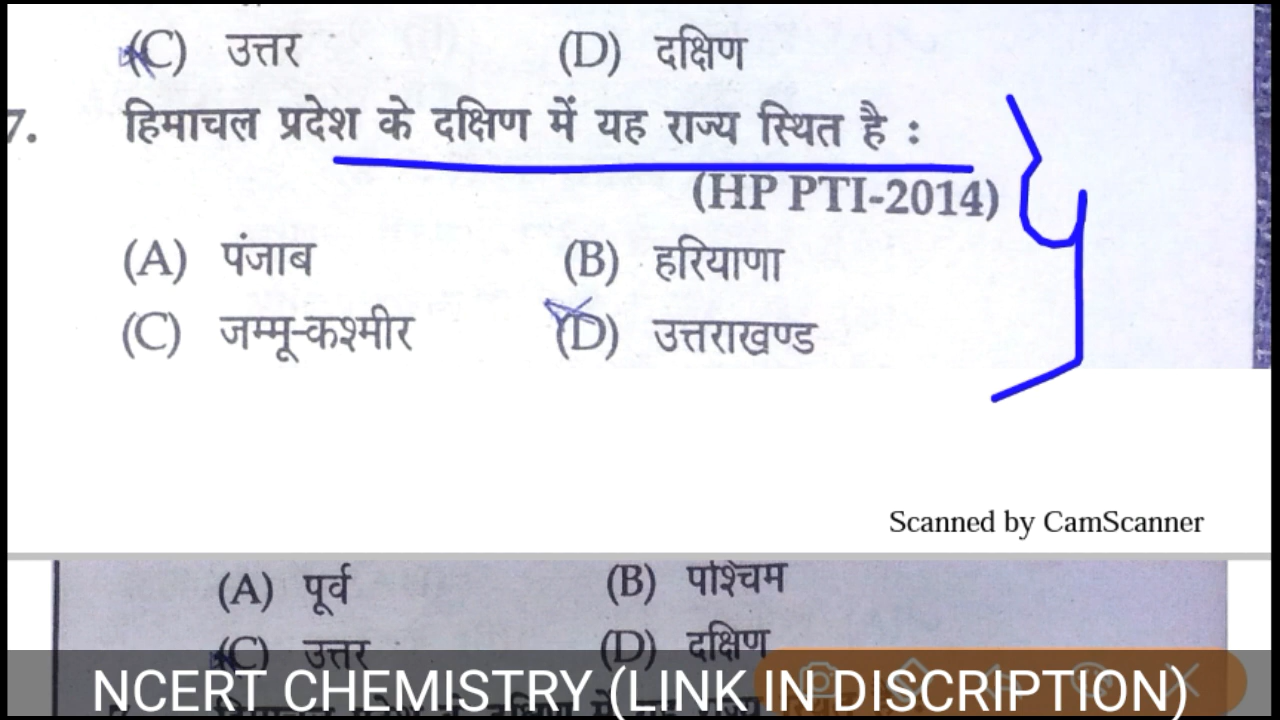 (C) उत्तर (D) दक्षिण
7. हिमाचल प्रदेश के दक्षिण में यह राज्य स्थित है :
(HP PTI-2014)
(A) पंजाब (B) हरियाणा
(C) जम्मू-कश्मीर (D) उत्तराखण्ड
Scanned by CamScanner
(A) पूर्व (B) पश्चिम
(C) उत्तर (D) दक्षिण
NCERT CHEMISTRY (LINK IN DISCRIPTION)